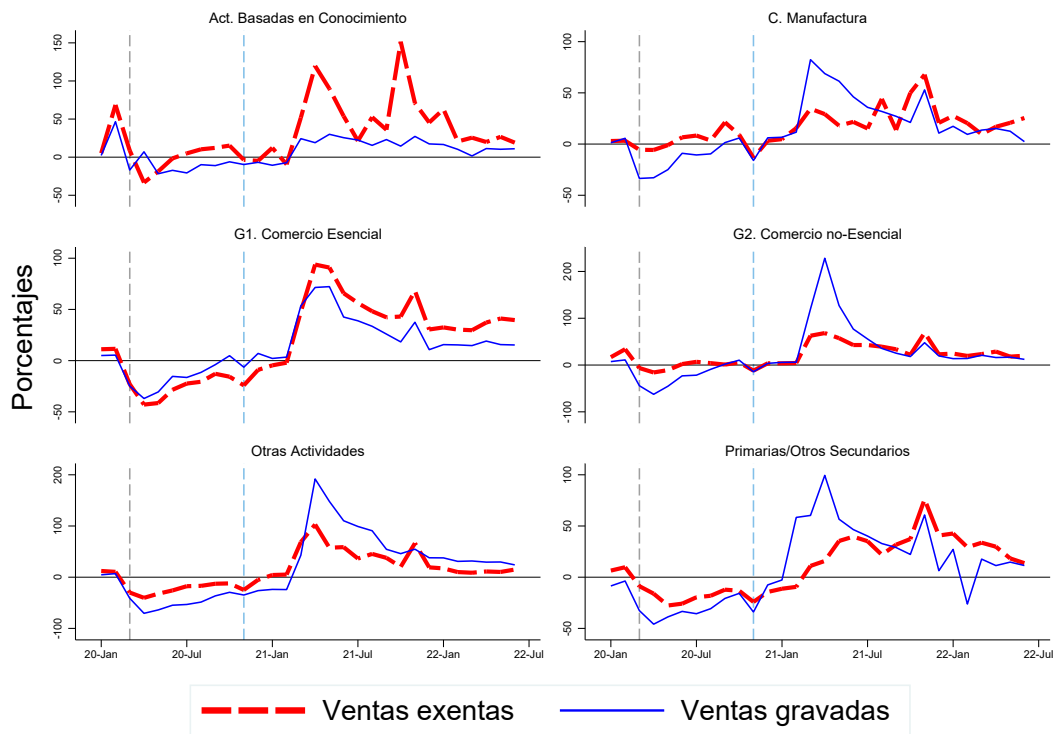 Act. Basadas en Conocimiento
C. Manufactura
150
100
50
0
-50
100
50
0
-50
G1. Comercio Esencial
G2. Comercio no-Esencial
Porcentajes
100
50
0
-50
200
100
0
-100
Otras Actividades
Primarias/Otros Secundarios
200
100
0
-100
100
50
0
-50
20-Jan 20-Jul 21-Jan 21-Jul 22-Jan 22-Jul
20-Jan 20-Jul 21-Jan 21-Jul 22-Jan 22-Jul
Ventas exentas Ventas gravadas